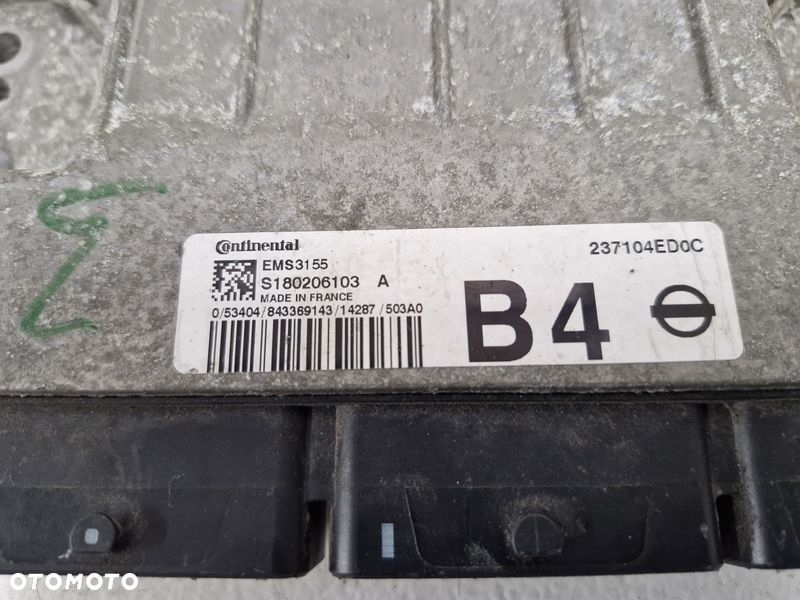 Continental
237104ED0C
EMS3155
S180206103 A
MADE IN FRANCE
0/53404/843369143/14287/503A0
B4
OTOMOTO